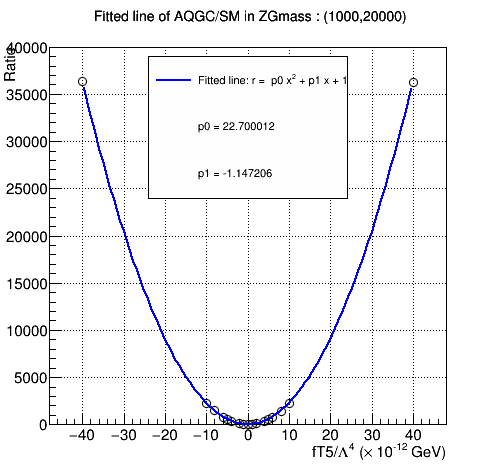 Fitted line of AQGC/SM in ZGmass : (1000,20000)
Ratio
40000
35000
30000
25000
20000
15000
10000
5000
0
Fitted line: r = p0 x² + p1 x + 1
p0 = 22.700012
p1 = -1.147206
−40 −30 −20 −10 0 10 20 30 40
fT5/Λ⁴ (× 10⁻¹² GeV)